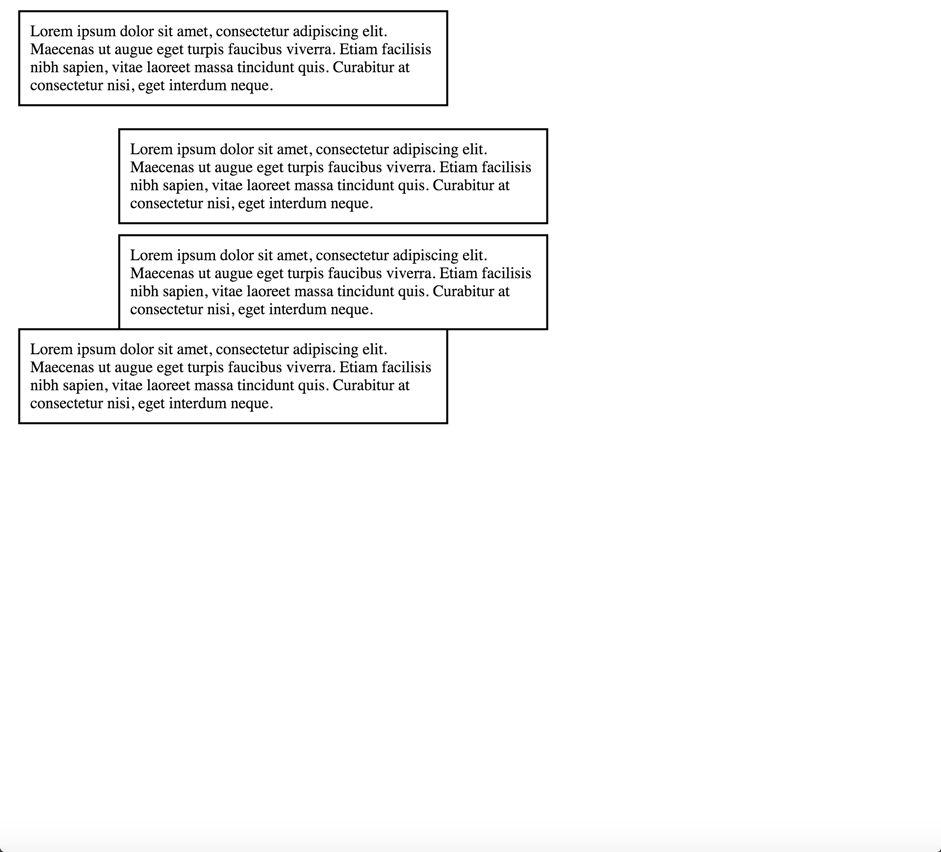 Lorem ipsum dolor sit amet, consectetur adipiscing elit.
Maecenas ut augue eget turpis faucibus viverra. Etiam facilisis
nibh sapien, vitae laoreet massa tincidunt quis. Curabitur at
consectetur nisi, eget interdum neque.
Lorem ipsum dolor sit amet, consectetur adipiscing elit.
Maecenas ut augue eget turpis faucibus viverra. Etiam facilisis
nibh sapien, vitae laoreet massa tincidunt quis. Curabitur at
consectetur nisi, eget interdum neque.
Lorem ipsum dolor sit amet, consectetur adipiscing elit.
Maecenas ut augue eget turpis faucibus viverra. Etiam facilisis
nibh sapien, vitae laoreet massa tincidunt quis. Curabitur at
consectetur nisi, eget interdum neque.
Lorem ipsum dolor sit amet, consectetur adipiscing elit.
Maecenas ut augue eget turpis faucibus viverra. Etiam facilisis
nibh sapien, vitae laoreet massa tincidunt quis. Curabitur at
consectetur nisi, eget interdum neque.